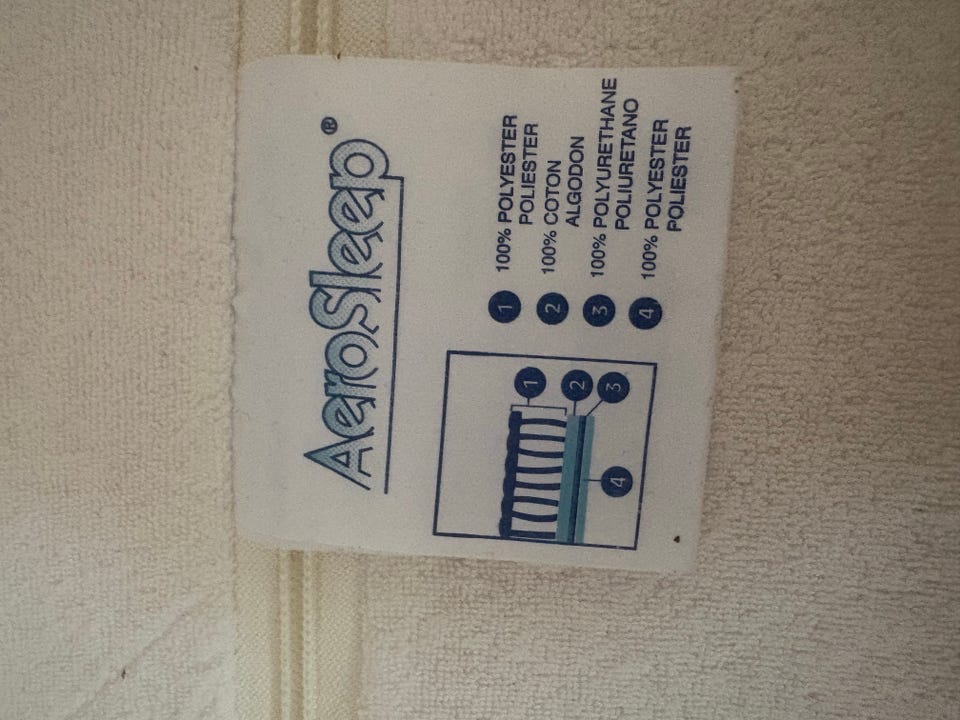 AeroSleep®
1 100% POLYESTER
POLIESTER
2 100% COTON
ALGODON
3 100% POLYURETHANE
POLIURETANO
4 100% POLYESTER
POLIESTER
1
2
3
4